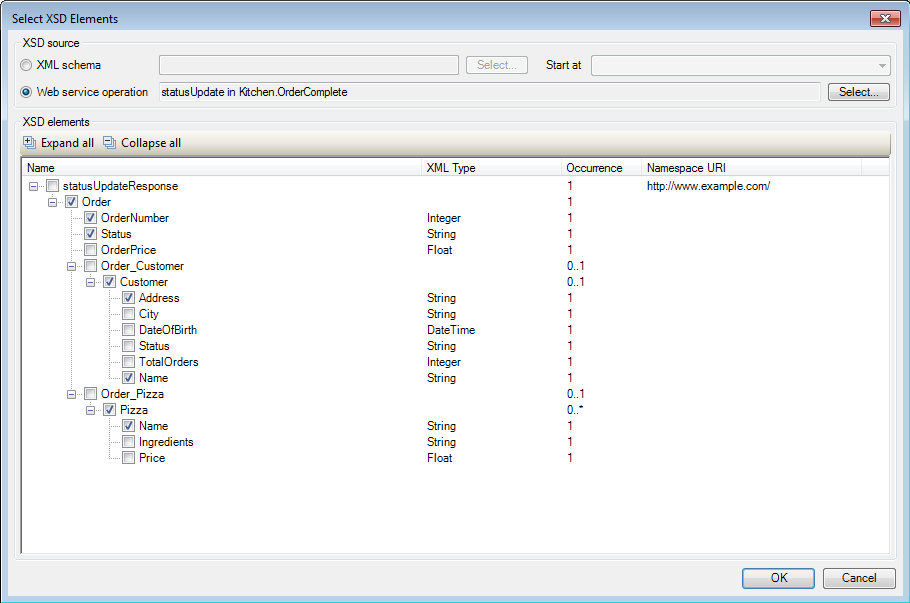 Select XSD Elements
XSD source
XML schema Select... Start at
Web service operation statusUpdate in Kitchen.OrderComplete Select...
XSD elements
Expand all Collapse all
Name XML Type Occurrence Namespace URI
statusUpdateResponse 1 http://www.example.com/
Order 1
OrderNumber Integer 1
Status String 1
OrderPrice Float 1
Order_Customer 0..1
Customer 0..1
Address String 1
City String 1
DateOfBirth DateTime 1
Status String 1
TotalOrders Integer 1
Name String 1
Order_Pizza 0..1
Pizza 0..*
Name String 1
Ingredients String 1
Price Float 1
OK Cancel